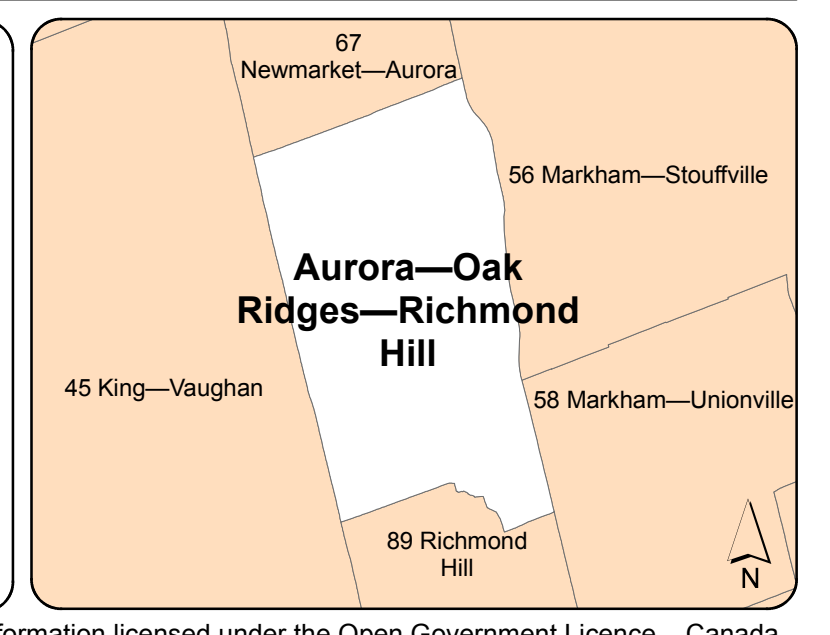 67
Newmarket—Aurora
56 Markham—Stouffville
Aurora—Oak
Ridges—Richmond
Hill
45 King—Vaughan
58 Markham—Unionville
89 Richmond
Hill
N
formation licensed under the Open Government Licence – Canada